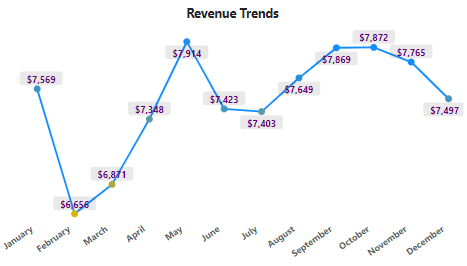 Revenue Trends
$7,569
$6,656
$6,871
$7,348
$7,914
$7,423
$7,403
$7,649
$7,869
$7,872
$7,765
$7,497
January
February
March
April
May
June
July
August
September
October
November
December